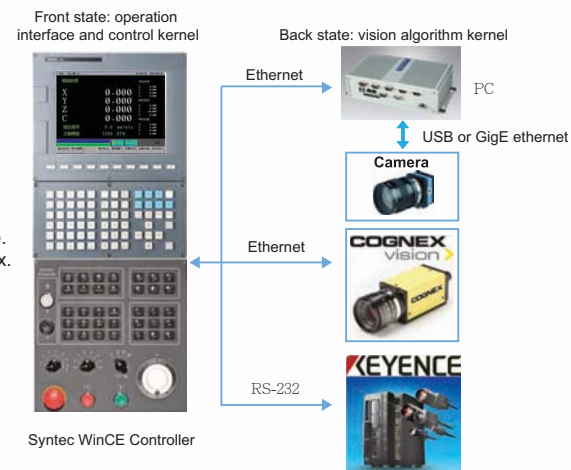 Front state: operation
interface and control kernel
Back state: vision algorithm kernel
X 0.000
Y 0.000
Z 0.000
C 0.000
Ethernet
PC
USB or GigE ethernet
Camera
.
x.
Ethernet
COGNEX
vision
COGNEX
RS-232
KEYENCE
Syntec WinCE Controller